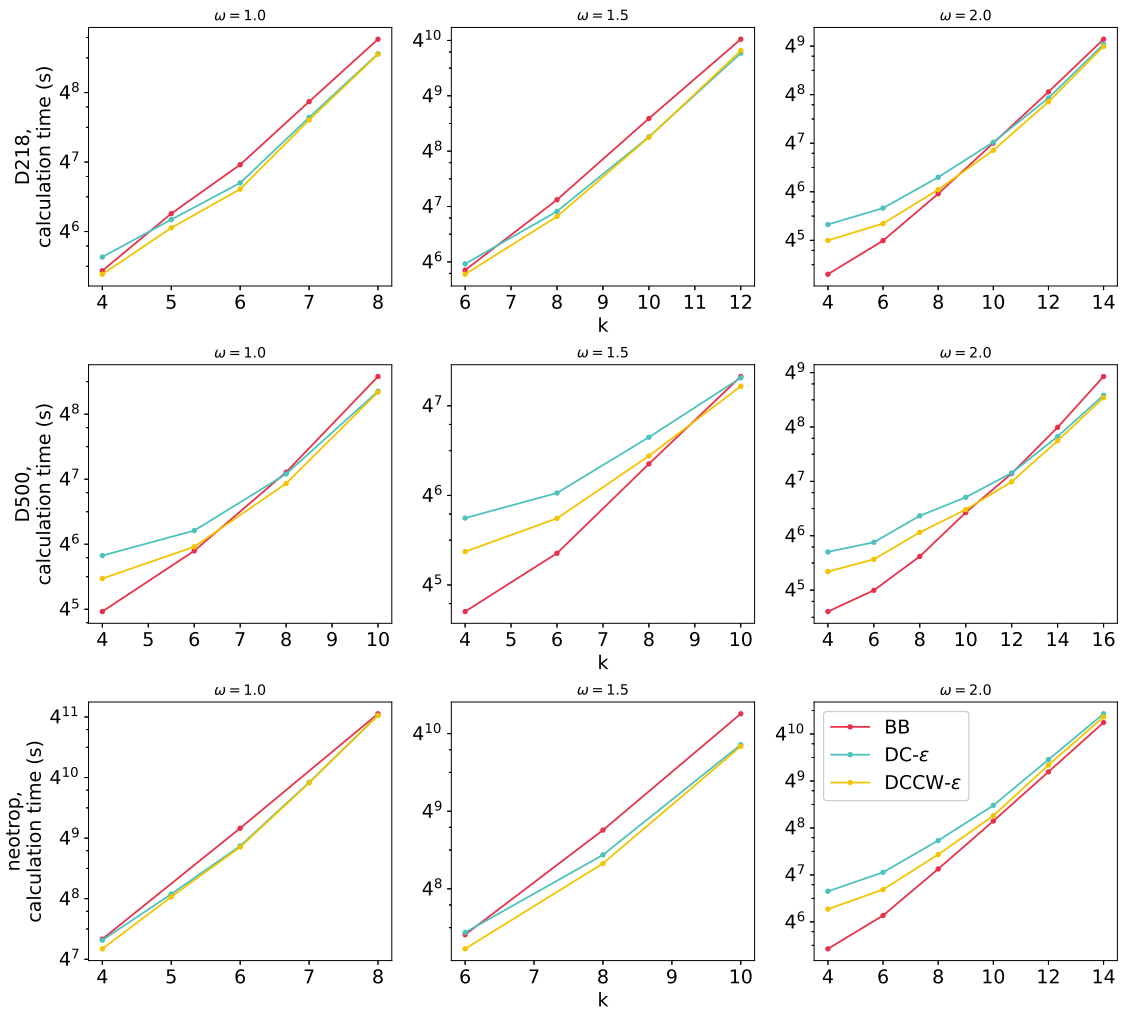 ω = 1.0
ω = 1.5
ω = 2.0
D218,
calculation time (s)
4^8
4^7
4^6
4 5 6 7 8
4^10
4^9
4^8
4^7
4^6
6 7 8 9 10 11 12
k
4^9
4^8
4^7
4^6
4^5
4 6 8 10 12 14
ω = 1.0
ω = 1.5
ω = 2.0
D500,
calculation time (s)
4^8
4^7
4^6
4^5
4 5 6 7 8 9 10
4^7
4^6
4^5
4 5 6 7 8 9 10
k
4^9
4^8
4^7
4^6
4^5
4 6 8 10 12 14 16
ω = 1.0
ω = 1.5
ω = 2.0
neotrop,
calculation time (s)
4^11
4^10
4^9
4^8
4^7
4 5 6 7 8
4^10
4^9
4^8
6 7 8 9 10
k
4^10
4^9
4^8
4^7
4^6
4 6 8 10 12 14
BB
DC-ε
DCCW-ε